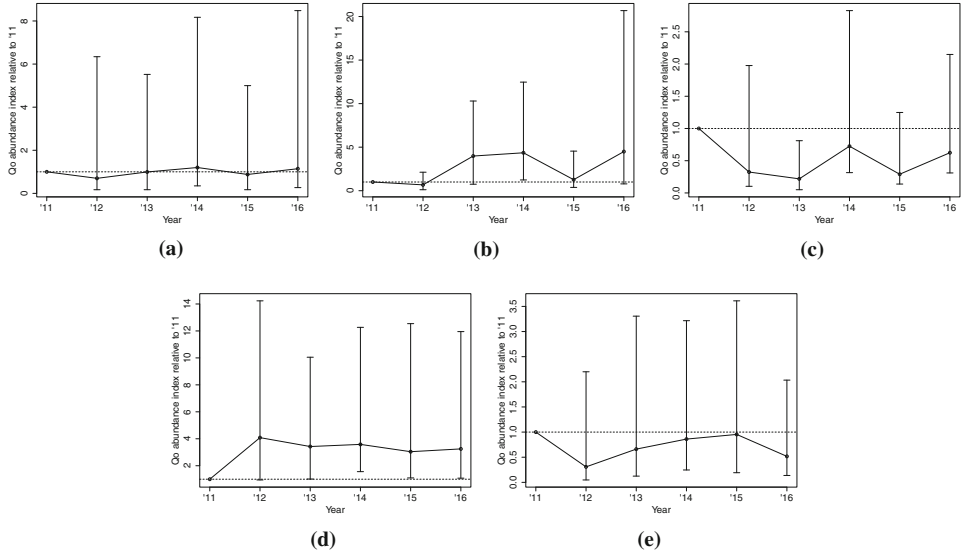 Qo abundance index relative to '11
0 2 4 6 8
'11 '12 '13 '14 '15 '16
Year
(a)
Qo abundance index relative to '11
0 5 10 15 20
'11 '12 '13 '14 '15 '16
Year
(b)
Qo abundance index relative to '11
0.0 0.5 1.0 1.5 2.0 2.5
'11 '12 '13 '14 '15 '16
Year
(c)
Qo abundance index relative to '11
2 4 6 8 10 12 14
'11 '12 '13 '14 '15 '16
Year
(d)
Qo abundance index relative to '11
0.0 0.5 1.0 1.5 2.0 2.5 3.0 3.5
'11 '12 '13 '14 '15 '16
Year
(e)